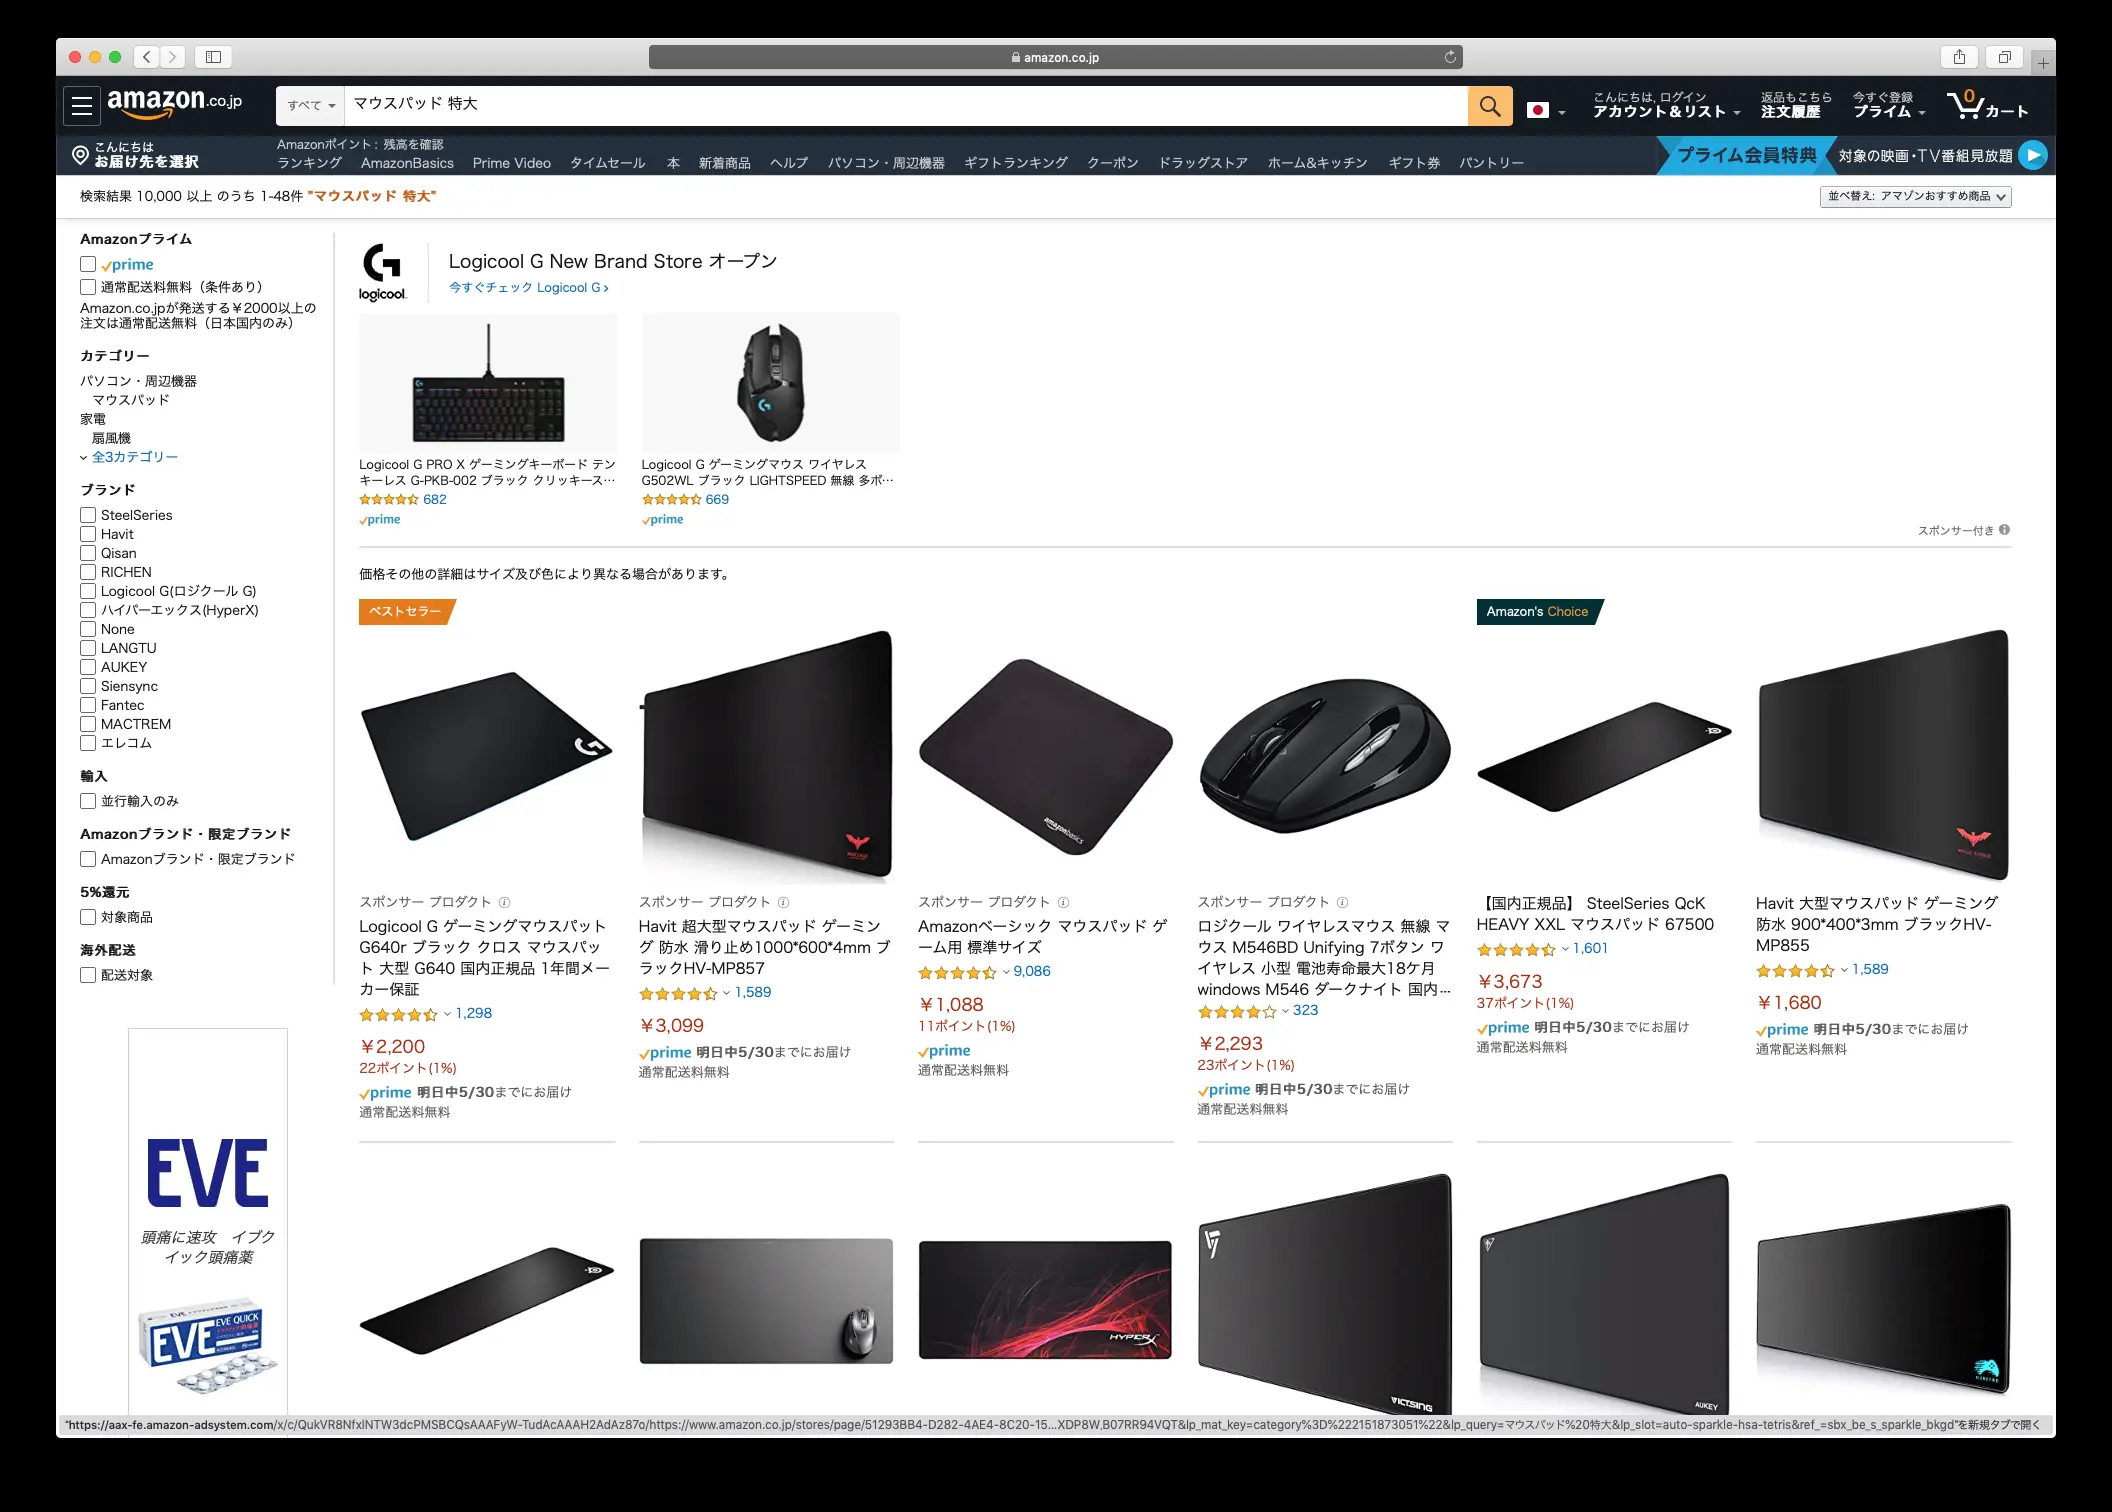 amazon.co.jp
amazon.co.jp
すべて
マウスパッド 特大
こんにちは, ログイン
アカウント＆リスト
返品もこちら
注文履歴
今すぐ登録
プライム
0
カート
こんにちは
お届け先を選択
Amazonポイント: 残高を確認
ランキング AmazonBasics Prime Video タイムセール 本 新着商品 ヘルプ パソコン・周辺機器 ギフトランキング クーポン ドラッグストア ホーム&キッチン ギフト券 パントリー
プライム会員特典 対象の映画・TV番組見放題
検索結果 10,000 以上 のうち 1-48件 "マウスパッド 特大"
並べ替え: アマゾンおすすめ商品
Amazonプライム
prime
通常配送料無料（条件あり）
Amazon.co.jpが発送する￥2000以上の
注文は通常配送無料（日本国内のみ）
カテゴリー
パソコン・周辺機器
マウスパッド
家電
扇風機
全3カテゴリー
ブランド
SteelSeries
Havit
Qisan
RICHEN
Logicool G(ロジクール G)
ハイパーエックス(HyperX)
None
LANGTU
AUKEY
Siensync
Fantec
MACTREM
エレコム
輸入
並行輸入のみ
Amazonブランド・限定ブランド
Amazonブランド・限定ブランド
5%還元
対象商品
海外配送
配送対象
EVE
頭痛に速攻　イブク
イック頭痛薬
EVE
EVE QUICK
logicool
Logicool G New Brand Store オープン
今すぐチェック Logicool G ›
Logicool G PRO X ゲーミングキーボード テン
キーレス G-PKB-002 ブラック クリッキース…
682
prime
Logicool G ゲーミングマウス ワイヤレス
G502WL ブラック LIGHTSPEED 無線 多ボ…
669
prime
スポンサー付き
価格その他の詳細はサイズ及び色により異なる場合があります。
ベストセラー
スポンサー プロダクト
Logicool G ゲーミングマウスパット
G640r ブラック クロス マウスパッ
ト 大型 G640 国内正規品 1年間メー
カー保証
1,298
￥2,200
22ポイント(1%)
prime 明日中5/30までにお届け
通常配送料無料
スポンサー プロダクト
Havit 超大型マウスパッド ゲーミン
グ 防水 滑り止め1000*600*4mm ブ
ラックHV-MP857
1,589
￥3,099
prime 明日中5/30までにお届け
通常配送料無料
amazonbasics
スポンサー プロダクト
Amazonベーシック マウスパッド ゲ
ーム用 標準サイズ
9,086
￥1,088
11ポイント(1%)
prime
通常配送料無料
スポンサー プロダクト
ロジクール ワイヤレスマウス 無線 マ
ウス M546BD Unifying 7ボタン ワ
イヤレス 小型 電池寿命最大18ケ月
windows M546 ダークナイト 国内…
323
￥2,293
23ポイント(1%)
prime 明日中5/30までにお届け
通常配送料無料
Amazon's Choice
【国内正規品】 SteelSeries QcK
HEAVY XXL マウスパッド 67500
1,601
￥3,673
37ポイント(1%)
prime 明日中5/30までにお届け
通常配送料無料
Havit 大型マウスパッド ゲーミング
防水 900*400*3mm ブラックHV-
MP855
1,589
￥1,680
prime 明日中5/30までにお届け
通常配送料無料
HYPERX
VICTSING
AUKEY
"https://aax-fe.amazon-adsystem.com/x/c/QukVR8NfxlNTW3dcPMSBCQsAAAFyW-TudAcAAAH2AdAz87o/https://www.amazon.co.jp/stores/page/51293BB4-D282-4AE4-8C20-15…XDP8W,B07RR94VQT&lp_mat_key=category%3D%222151873051%22&lp_query=マウスパッド%20特大&lp_slot=auto-sparkle-hsa-tetris&ref_=sbx_be_s_sparkle_bkgd"を新規タブで開く